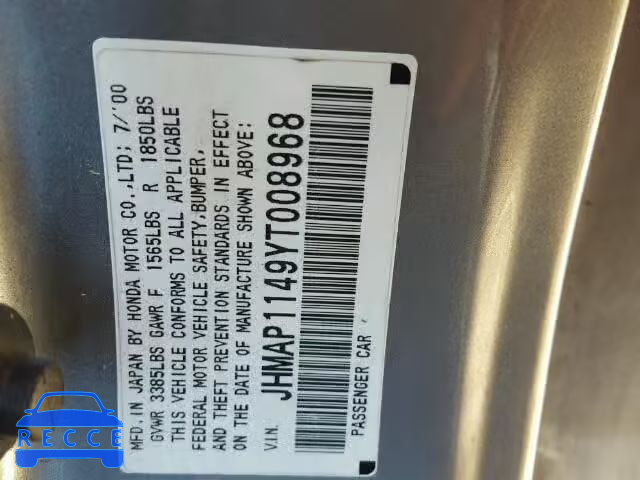 MFD.IN JAPAN BY HONDA MOTOR CO.,LTD; 7/'00
GVWR 3385LBS GAWR F 1565LBS R 1850LBS
THIS VEHICLE CONFORMS TO ALL APPLICABLE
FEDERAL MOTOR VEHICLE SAFETY,BUMPER,
AND THEFT PREVENTION STANDARDS IN EFFECT
ON THE DATE OF MANUFACTURE SHOWN ABOVE:
V.I.N. JHMAP1149YT008968
PASSENGER CAR
RECCE